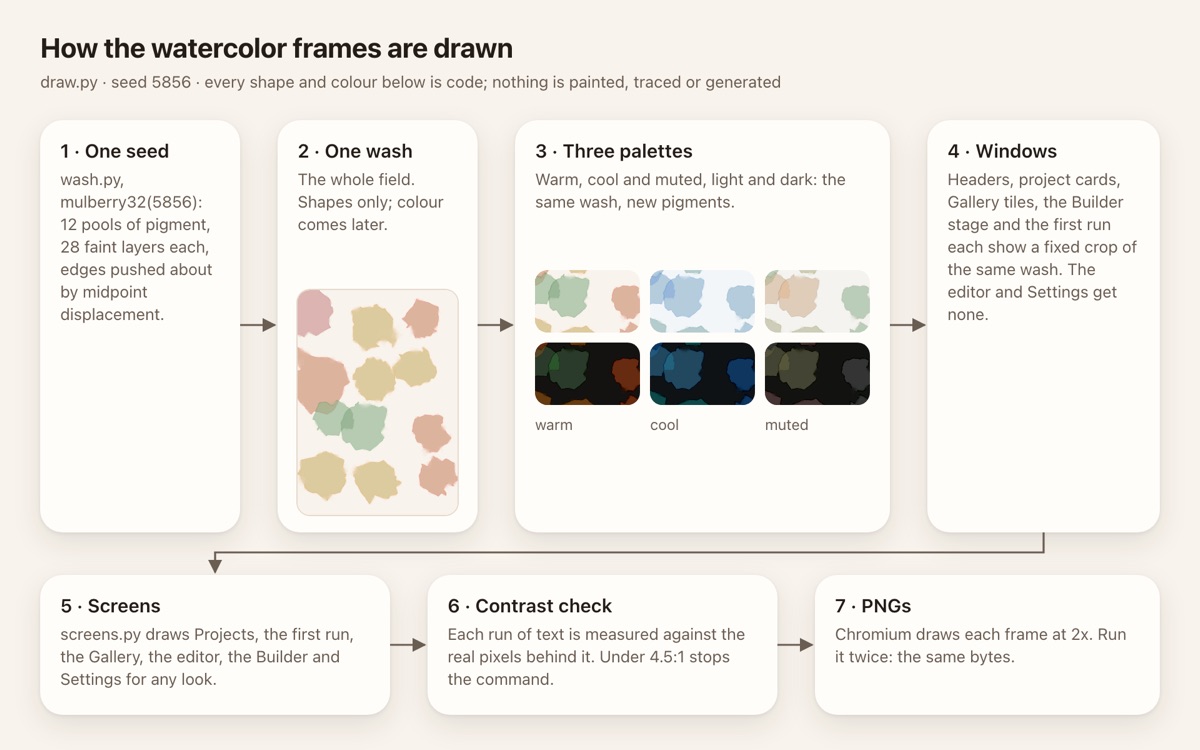 How the watercolor frames are drawn
draw.py · seed 5856 · every shape and colour below is code; nothing is painted, traced or generated
1 · One seed
wash.py,
mulberry32(5856):
12 pools of pigment,
28 faint layers each,
edges pushed about
by midpoint
displacement.
2 · One wash
The whole field.
Shapes only; colour
comes later.
3 · Three palettes
Warm, cool and muted, light and dark: the
same wash, new pigments.
warm
cool
muted
4 · Windows
Headers, project cards,
Gallery tiles, the Builder
stage and the first run
each show a fixed crop of
the same wash. The
editor and Settings get
none.
5 · Screens
screens.py draws Projects, the first run,
the Gallery, the editor, the Builder and
Settings for any look.
6 · Contrast check
Each run of text is measured against the
real pixels behind it. Under 4.5:1 stops
the command.
7 · PNGs
Chromium draws each frame at 2x. Run
it twice: the same bytes.